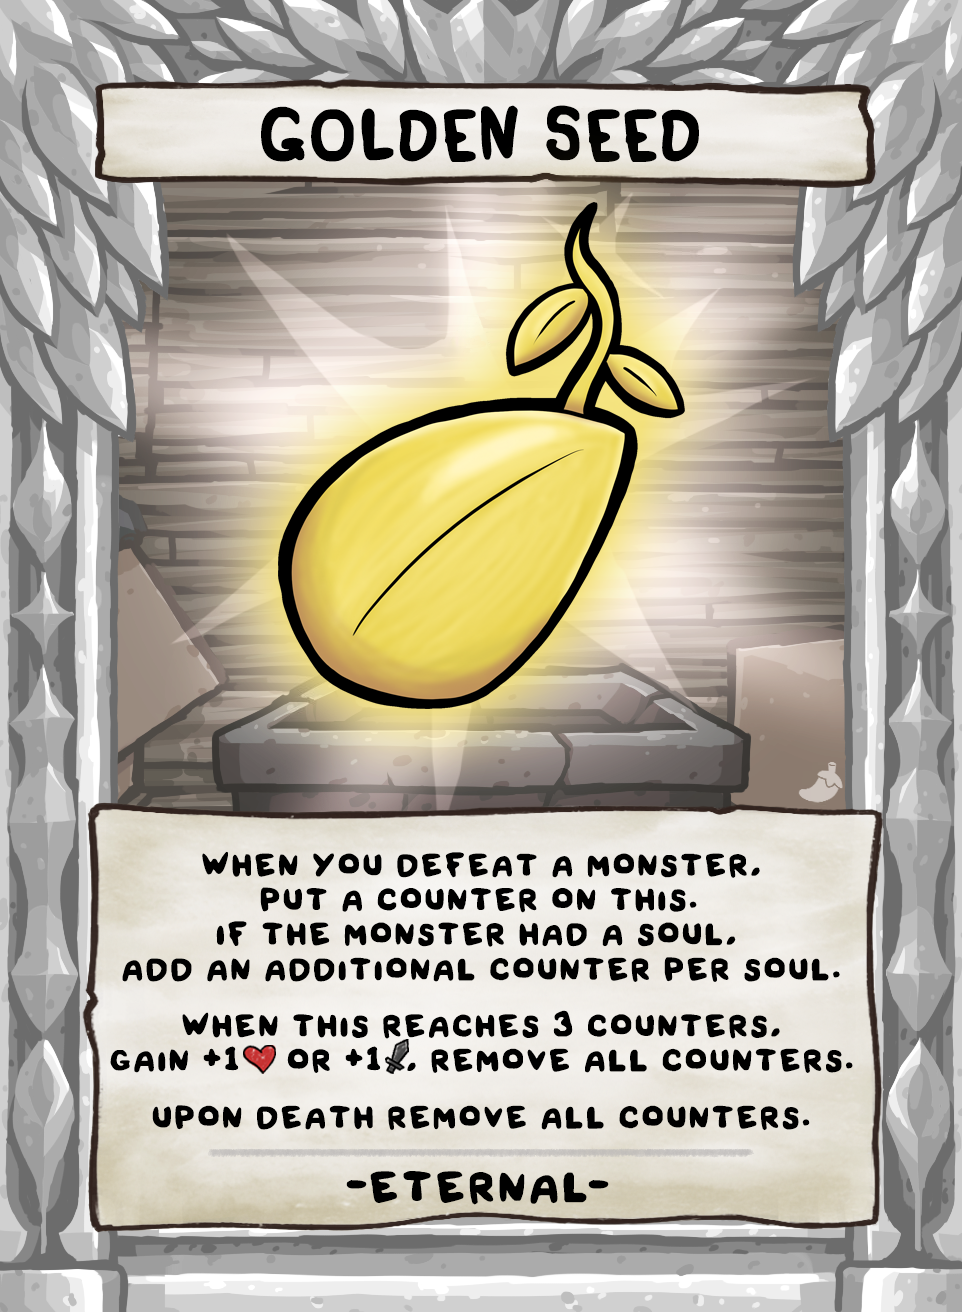 GOLDEN SEED
WHEN YOU DEFEAT A MONSTER,
PUT A COUNTER ON THIS.
IF THE MONSTER HAD A SOUL,
ADD AN ADDITIONAL COUNTER PER SOUL.
WHEN THIS REACHES 3 COUNTERS,
GAIN +1 OR +1, REMOVE ALL COUNTERS.
UPON DEATH REMOVE ALL COUNTERS.
-ETERNAL-